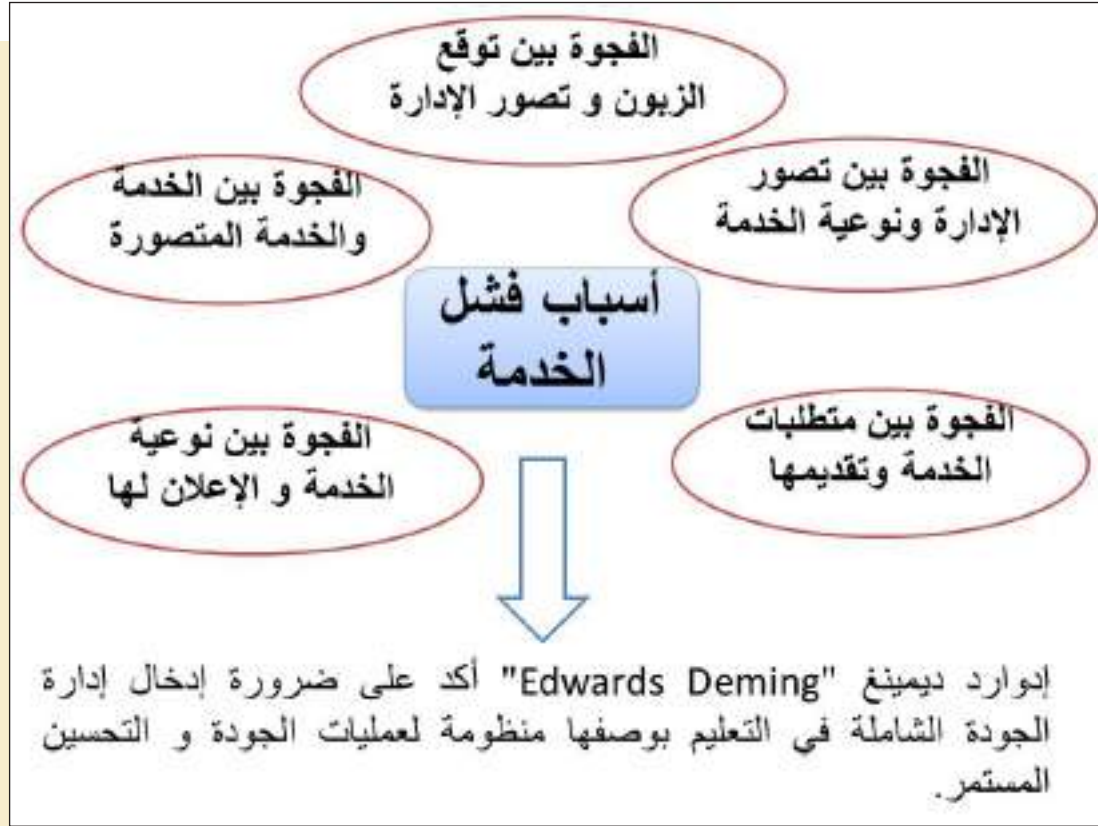 الفجوة بين توقع
الزبون و تصور الإدارة
الفجوة بين تصور
الإدارة ونوعية الخدمة
الفجوة بين الخدمة
والخدمة المتصورة
أسباب فشل
الخدمة
الفجوة بين متطلبات
الخدمة وتقديمها
الفجوة بين نوعية
الخدمة و الإعلان لها
إدوارد ديمينغ "Edwards Deming" أكد على ضرورة إدخال إدارة
الجودة الشاملة في التعليم بوصفها منظومة لعمليات الجودة و التحسين
المستمر.